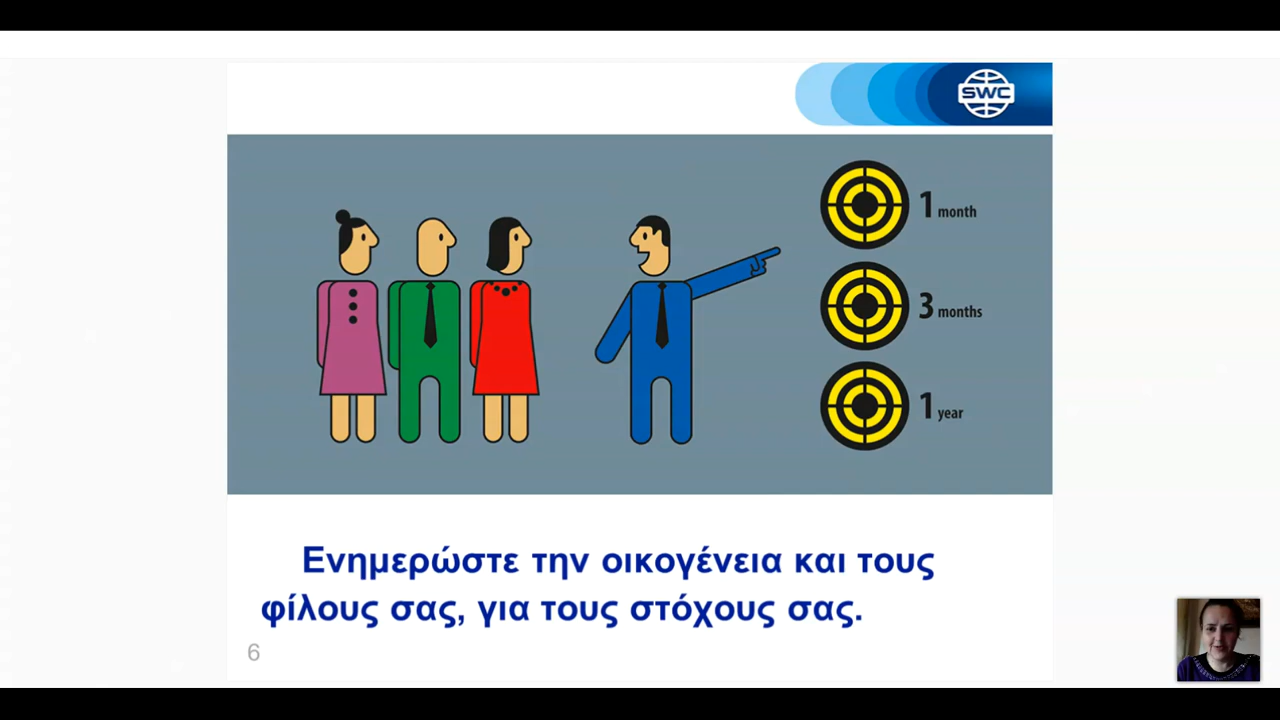 SWC
1 month
3 months
1 year
Ενημερώστε την οικογένεια και τους
φίλους σας, για τους στόχους σας.
6